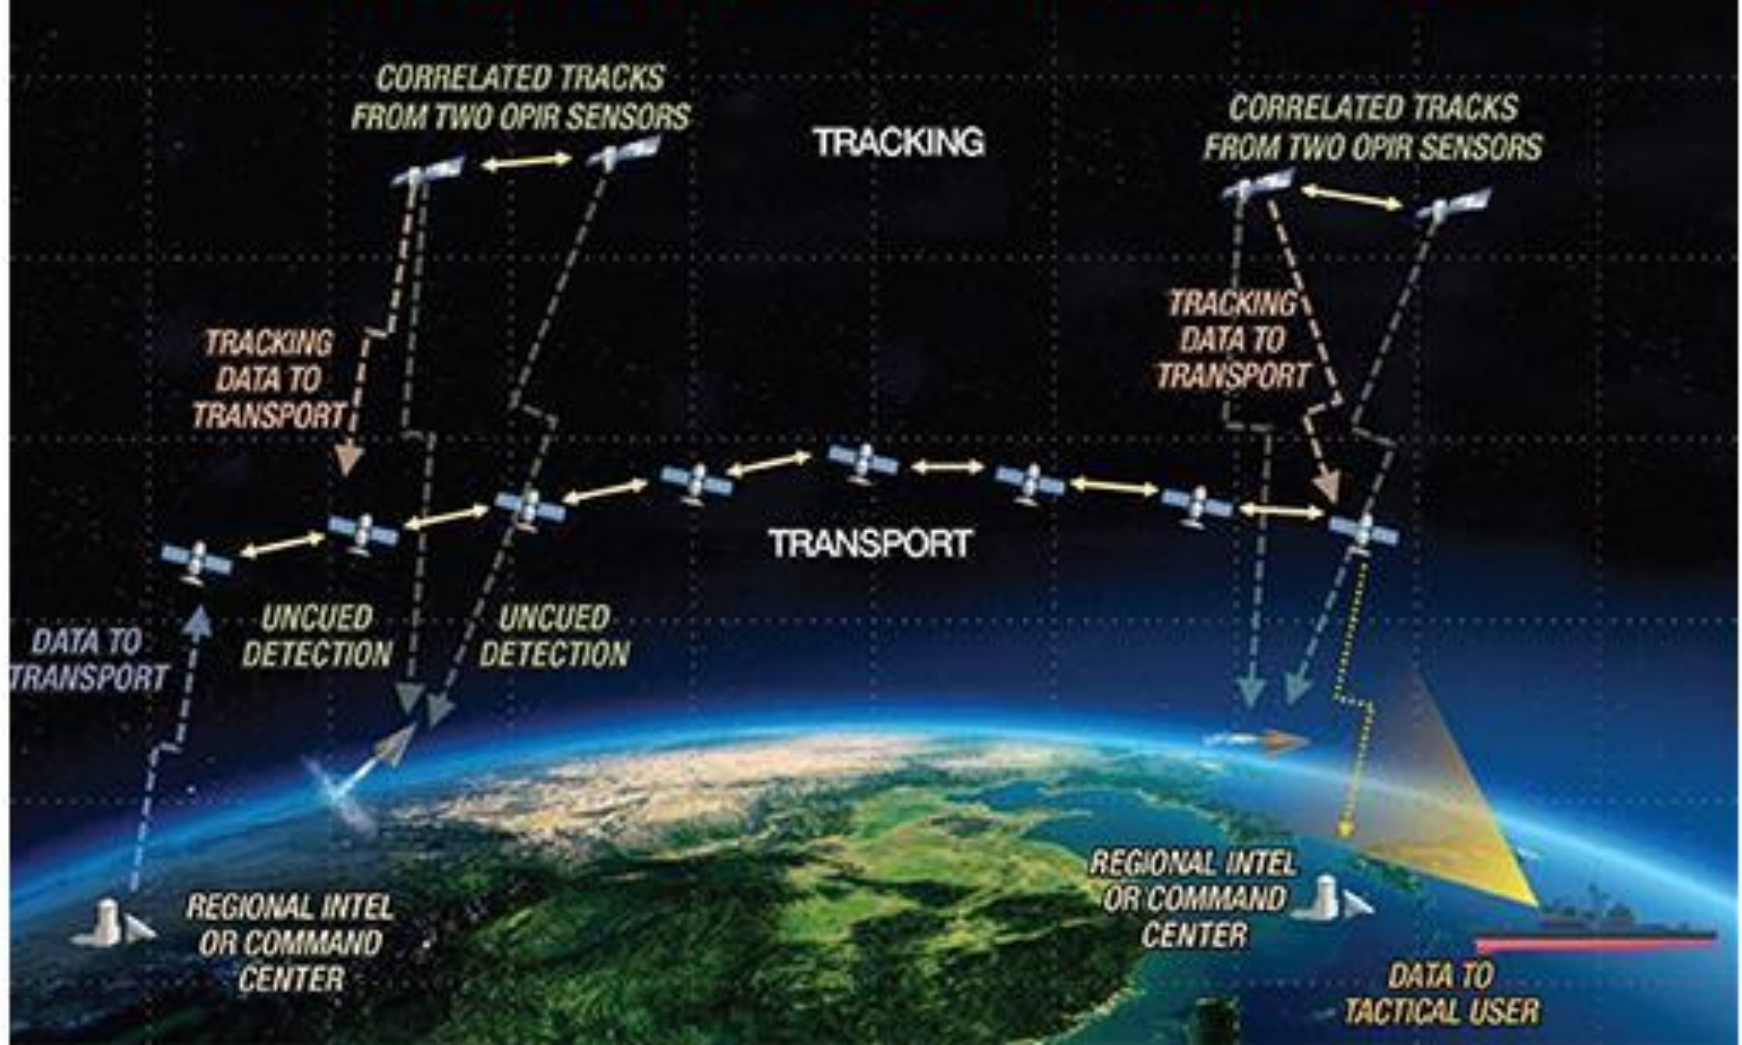 CORRELATED TRACKS
FROM TWO OPIR SENSORS
TRACKING
CORRELATED TRACKS
FROM TWO OPIR SENSORS
TRACKING
DATA TO
TRANSPORT
TRACKING
DATA TO
TRANSPORT
TRANSPORT
DATA TO
TRANSPORT
UNCUED
DETECTION
UNCUED
DETECTION
REGIONAL INTEL
OR COMMAND
CENTER
REGIONAL INTEL
OR COMMAND
CENTER
DATA TO
TACTICAL USER